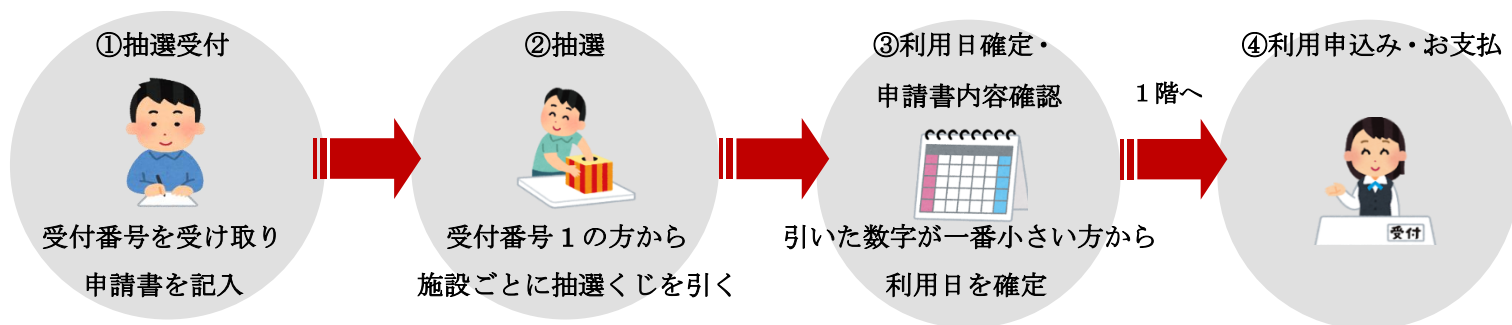 ①抽選受付
受付番号を受け取り
申請書を記入
②抽選
受付番号１の方から
施設ごとに抽選くじを引く
③利用日確定・
申請書内容確認
引いた数字が一番小さい方から
利用日を確定
１階へ
④利用申込み・お支払
受付